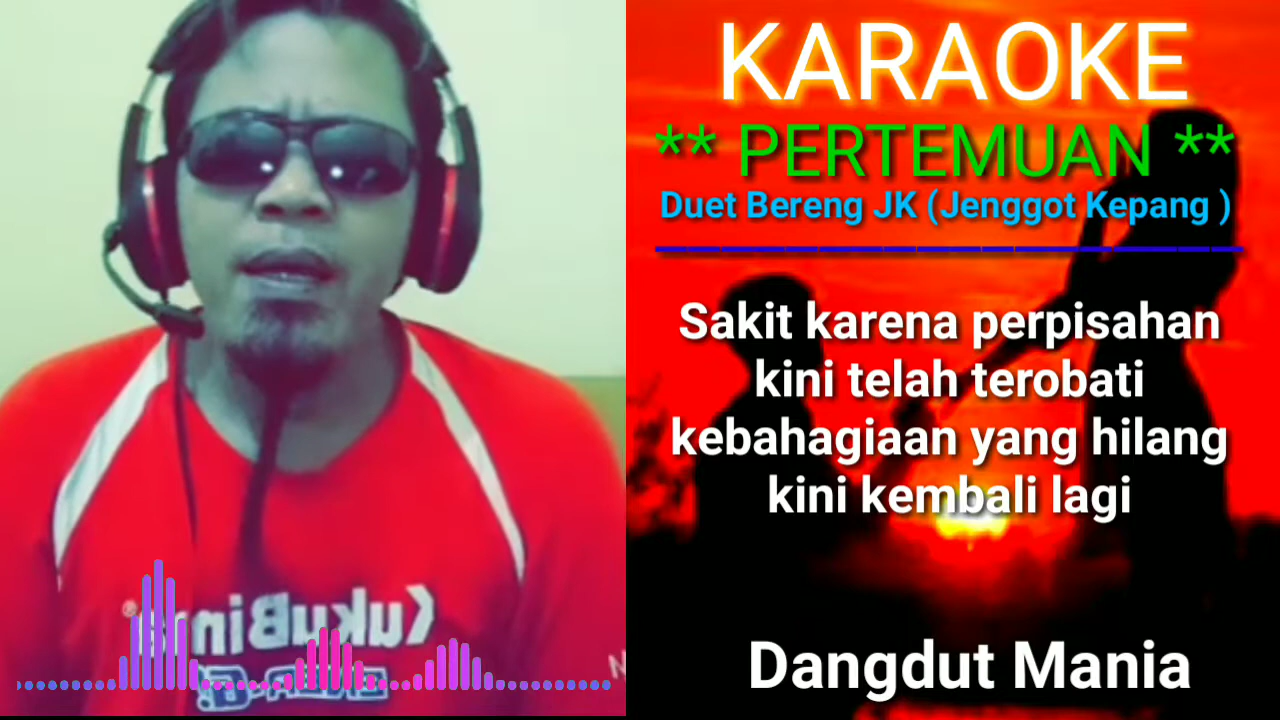 KARAOKE
** PERTEMUAN **
Duet Bereng JK (Jenggot Kepang )
Sakit karena perpisahan
kini telah terobati
kebahagiaan yang hilang
kini kembali lagi
Dangdut Mania
KukuBima